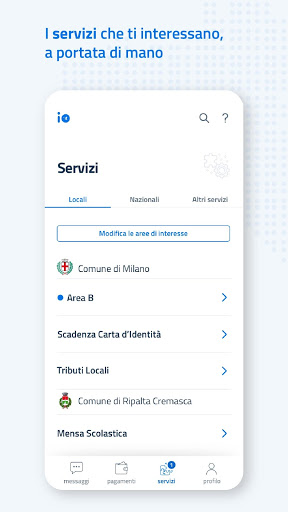 I servizi che ti interessano,
a portata di mano
io
?
Servizi
Locali Nazionali Altri servizi
Modifica le aree di interesse
Comune di Milano
Area B
Scadenza Carta d'Identità
Tributi Locali
Comune di Ripalta Cremasca
Mensa Scolastica
1
messaggi pagamenti servizi profilo